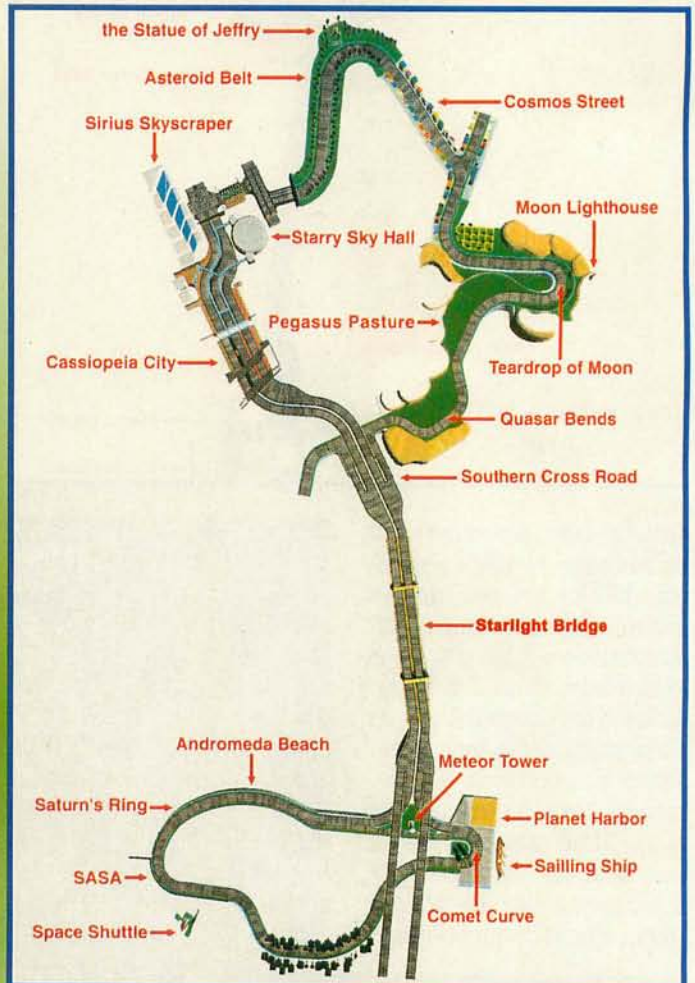 the Statue of Jeffry
Asteroid Belt
Cosmos Street
Sirius Skyscraper
Moon Lighthouse
Starry Sky Hall
Pegasus Pasture
Cassiopeia City
Teardrop of Moon
Quasar Bends
Southern Cross Road
Starlight Bridge
Andromeda Beach
Meteor Tower
Saturn's Ring
Planet Harbor
SASA
Sailling Ship
Comet Curve
Space Shuttle